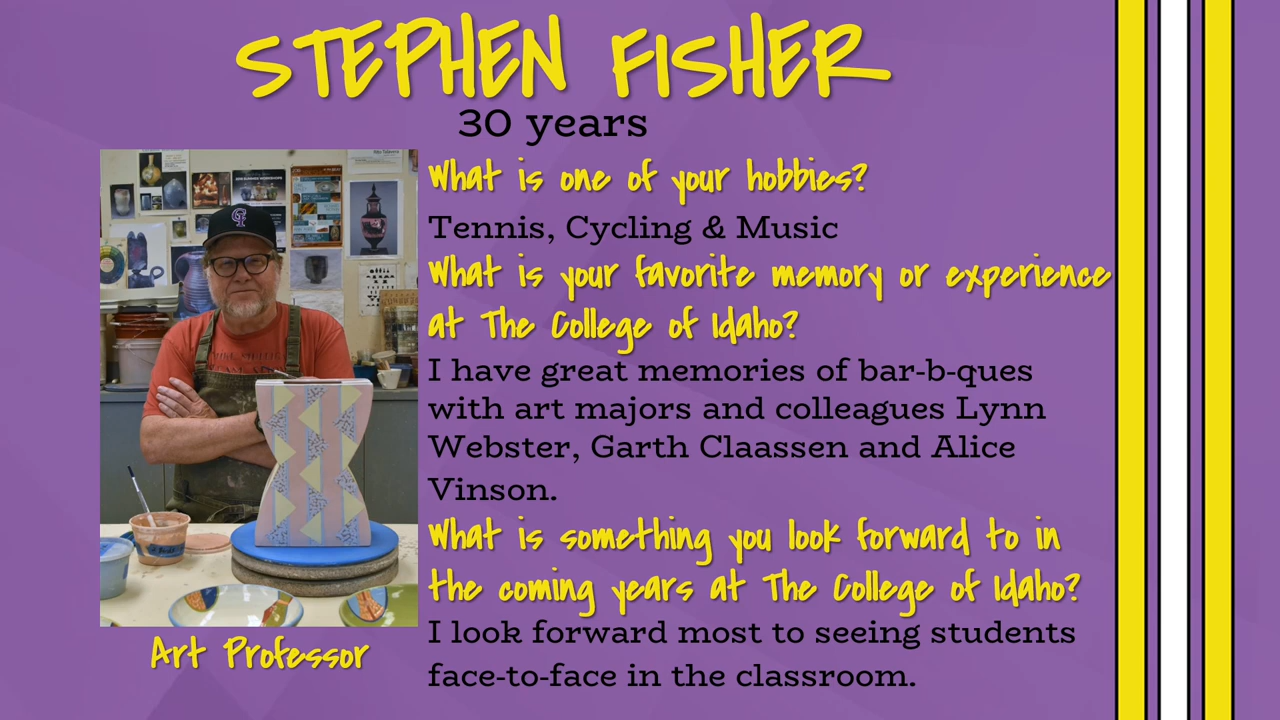 STEPHEN FISHER
30 years
What is one of your hobbies?
Tennis, Cycling & Music
What is your favorite memory or experience
at The College of Idaho?
I have great memories of bar-b-ques
with art majors and colleagues Lynn
Webster, Garth Claassen and Alice
Vinson.
What is something you look forward to in
the coming years at The College of Idaho?
I look forward most to seeing students
face-to-face in the classroom.
Art Professor